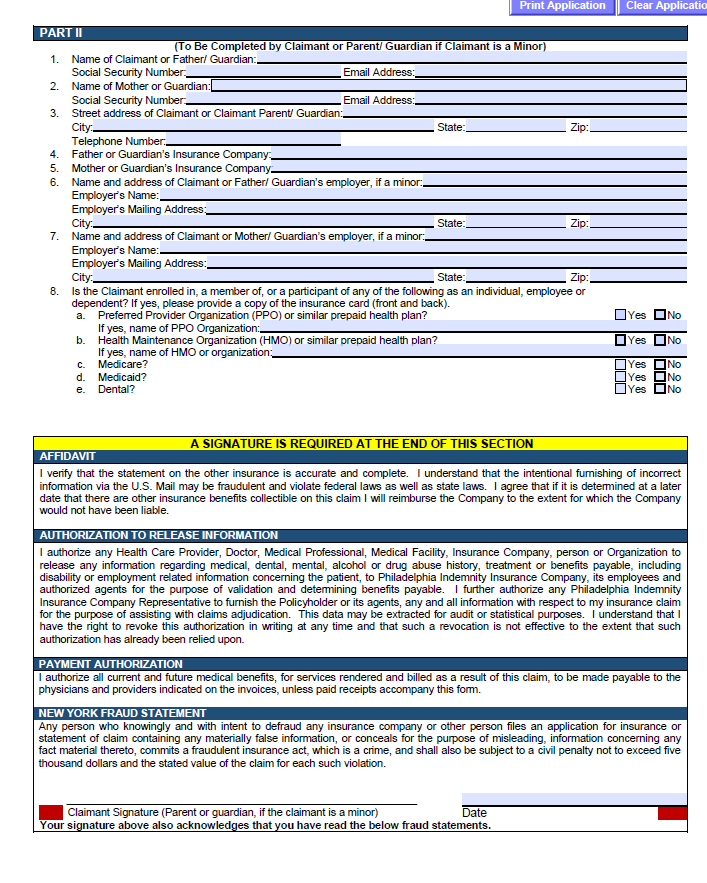 Print Application Clear Applicatio
PART II
(To Be Completed by Claimant or Parent/ Guardian if Claimant is a Minor)
1. Name of Claimant or Father/ Guardian:
Social Security Number: Email Address:
2. Name of Mother or Guardian:
Social Security Number: Email Address:
3. Street address of Claimant or Claimant Parent/ Guardian:
City: State: Zip:
Telephone Number:
4. Father or Guardian's Insurance Company:
5. Mother or Guardian's Insurance Company:
6. Name and address of Claimant or Father/ Guardian's employer, if a minor:
Employer's Name:
Employer's Mailing Address:
City: State: Zip:
7. Name and address of Claimant or Mother/ Guardian's employer, if a minor:
Employer's Name:
Employer's Mailing Address:
City: State: Zip:
8. Is the Claimant enrolled in, a member of, or a participant of any of the following as an individual, employee or
dependent? If yes, please provide a copy of the insurance card (front and back).
a. Preferred Provider Organization (PPO) or similar prepaid health plan? Yes No
If yes, name of PPO Organization:
b. Health Maintenance Organization (HMO) or similar prepaid health plan? Yes No
If yes, name of HMO or organization:
c. Medicare? Yes No
d. Medicaid? Yes No
e. Dental? Yes No
A SIGNATURE IS REQUIRED AT THE END OF THIS SECTION
AFFIDAVIT
I verify that the statement on the other insurance is accurate and complete. I understand that the intentional furnishing of incorrect
information via the U.S. Mail may be fraudulent and violate federal laws as well as state laws. I agree that if it is determined at a later
date that there are other insurance benefits collectible on this claim I will reimburse the Company to the extent for which the Company
would not have been liable.
AUTHORIZATION TO RELEASE INFORMATION
I authorize any Health Care Provider, Doctor, Medical Professional, Medical Facility, Insurance Company, person or Organization to
release any information regarding medical, dental, mental, alcohol or drug abuse history, treatment or benefits payable, including
disability or employment related information concerning the patient, to Philadelphia Indemnity Insurance Company, its employees and
authorized agents for the purpose of validation and determining benefits payable. I further authorize any Philadelphia Indemnity
Insurance Company Representative to furnish the Policyholder or its agents, any and all information with respect to my insurance claim
for the purpose of assisting with claims adjudication. This data may be extracted for audit or statistical purposes. I understand that I
have the right to revoke this authorization in writing at any time and that such a revocation is not effective to the extent that such
authorization has already been relied upon.
PAYMENT AUTHORIZATION
I authorize all current and future medical benefits, for services rendered and billed as a result of this claim, to be made payable to the
physicians and providers indicated on the invoices, unless paid receipts accompany this form.
NEW YORK FRAUD STATEMENT
Any person who knowingly and with intent to defraud any insurance company or other person files an application for insurance or
statement of claim containing any materially false information, or conceals for the purpose of misleading, information concerning any
fact material thereto, commits a fraudulent insurance act, which is a crime, and shall also be subject to a civil penalty not to exceed five
thousand dollars and the stated value of the claim for each such violation.
Claimant Signature (Parent or guardian, if the claimant is a minor) Date
Your signature above also acknowledges that you have read the below fraud statements.